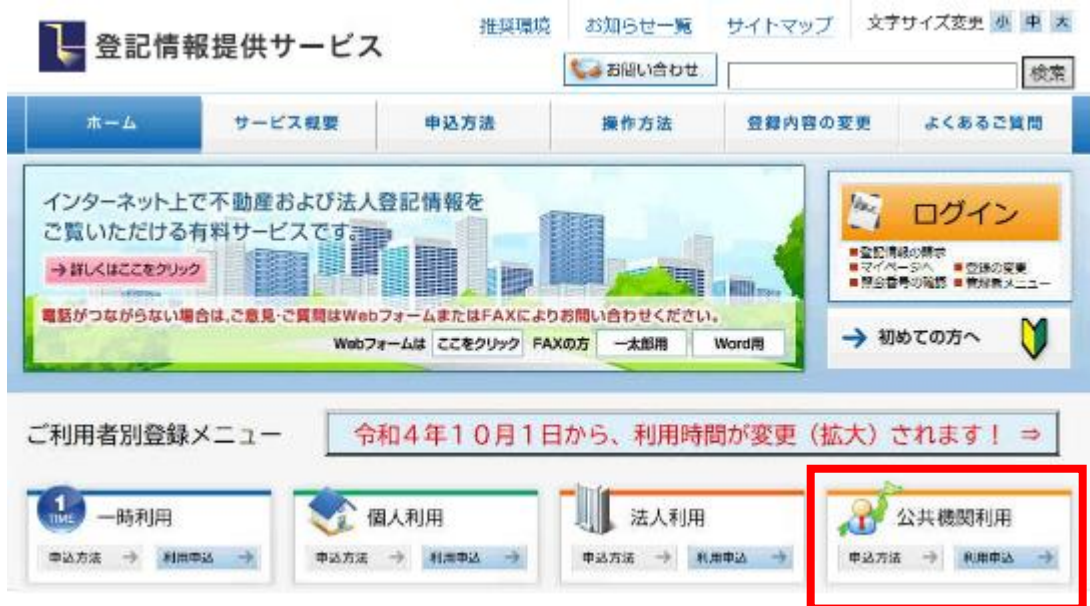 推奨環境 お知らせ一覧 サイトマップ 文字サイズ変更 小 中 大
登記情報提供サービス
お問い合わせ 検索
ホーム サービス概要 申込方法 操作方法 登録内容の変更 よくあるご質問
インターネット上で不動産および法人登記情報を
ご覧いただける有料サービスです。
→詳しくはここをクリック
電話がつながらない場合は、ご意見・ご質問はWebフォームまたはFAXによりお問い合わせください。
Webフォームは ここをクリック FAXの方 一太郎用 Word用
ログイン
■登記情報の請求
■マイページへ ■登録の変更
■照会番号の確認 ■管理者メニュー
→ 初めての方へ
ご利用者別登録メニュー
令和4年10月1日から、利用時間が変更（拡大）されます！ ⇒
1 TIME 一時利用
申込方法 → 利用申込 →
個人利用
申込方法 → 利用申込 →
法人利用
申込方法 → 利用申込 →
公共機関利用
申込方法 → 利用申込 →